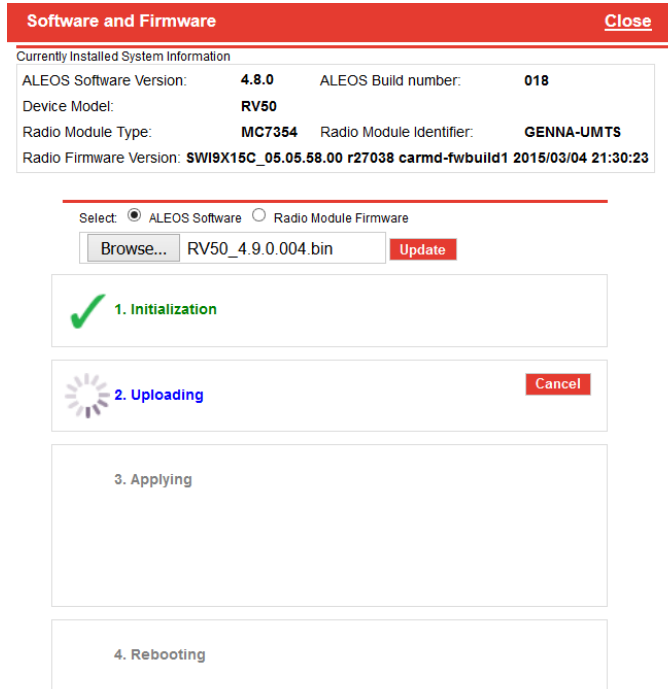 Software and Firmware Close
Currently Installed System Information
ALEOS Software Version: 4.8.0 ALEOS Build number: 018
Device Model: RV50
Radio Module Type: MC7354 Radio Module Identifier: GENNA-UMTS
Radio Firmware Version: SWI9X15C_05.05.58.00 r27038 carmd-fwbuild1 2015/03/04 21:30:23
Select: ALEOS Software Radio Module Firmware
Browse... RV50_4.9.0.004.bin Update
1. Initialization
2. Uploading Cancel
3. Applying
4. Rebooting